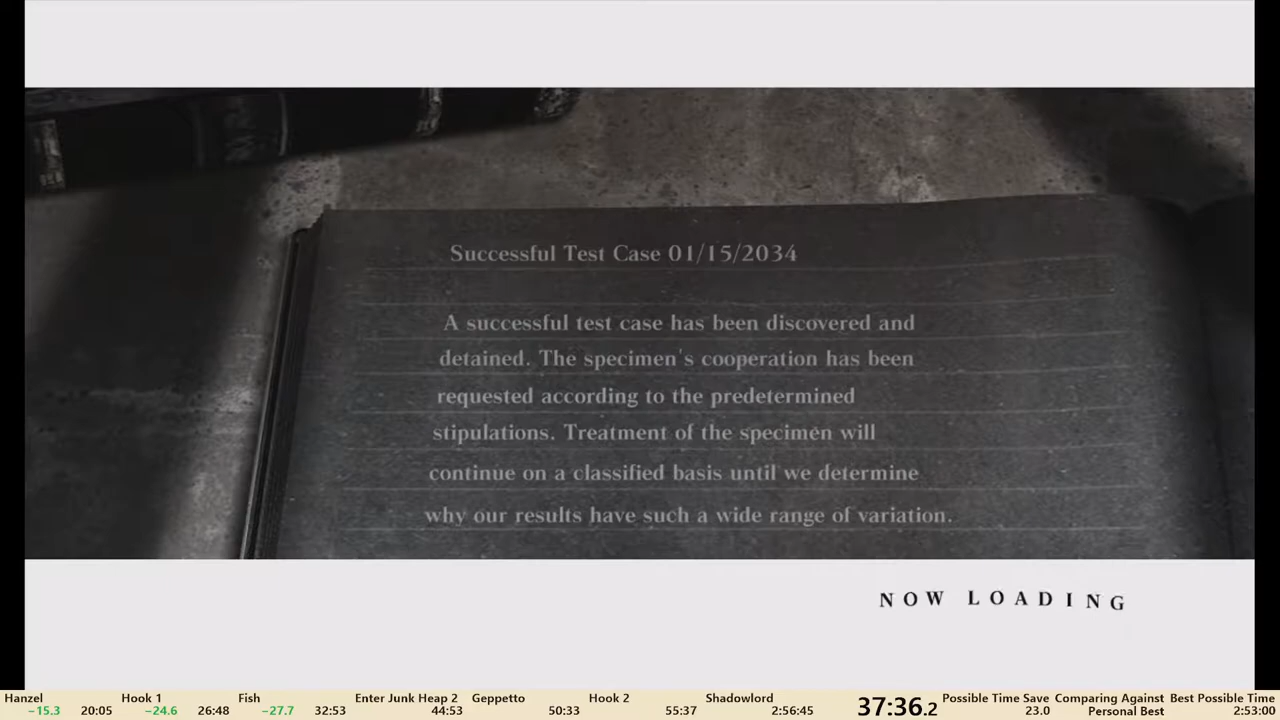 Successful Test Case 01/15/2034
A successful test case has been discovered and
detained. The specimen's cooperation has been
requested according to the predetermined
stipulations. Treatment of the specimen will
continue on a classified basis until we determine
why our results have such a wide range of variation.
NOW LOADING
Hanzel Hook 1 Fish Enter Junk Heap 2 Geppetto Hook 2 Shadowlord 37:36.2 Possible Time Save Comparing Against Best Possible Time
-15.3 20:05 -24.6 26:48 -27.7 32:53 44:53 50:33 55:37 2:56:45 23.0 Personal Best 2:53:00